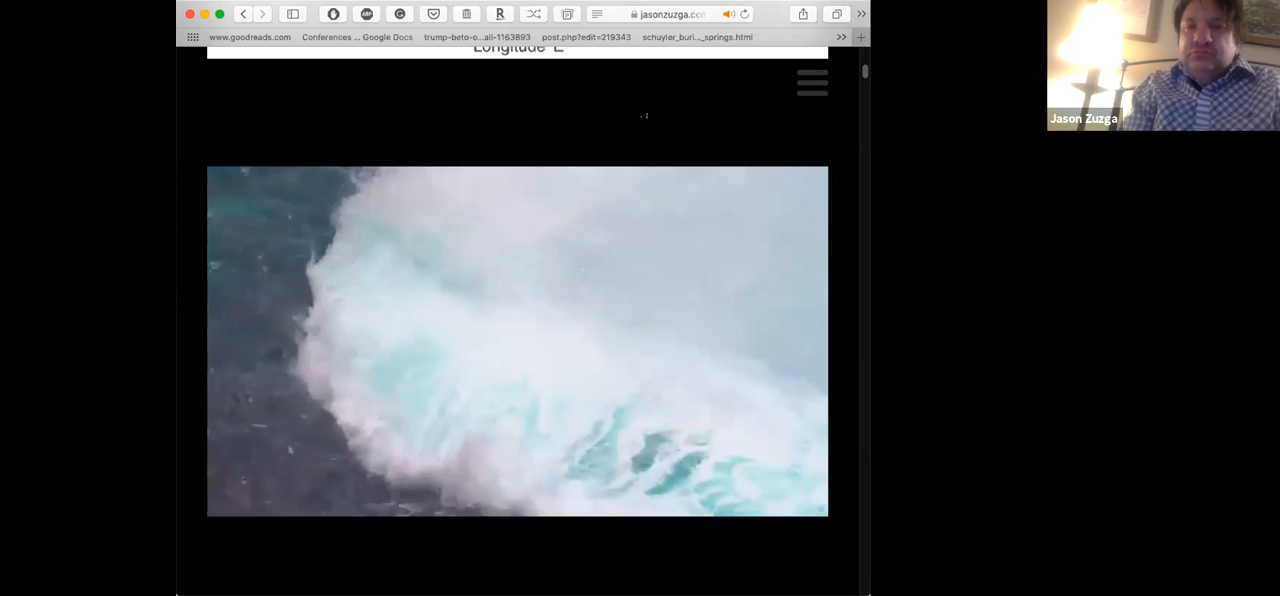 jasonzuzga.com
www.goodreads.com Conferences ... Google Docs trump-beto-o...all-1163893 post.php?edit=219343 schuyler_buri..._springs.html
Longitude E
Jason Zuzga